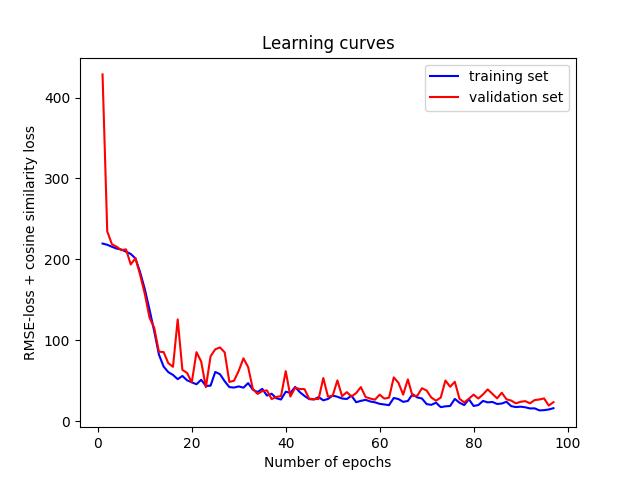 Learning curves
training set
validation set
RMSE-loss + cosine similarity loss
400
300
200
100
0
0 20 40 60 80 100
Number of epochs